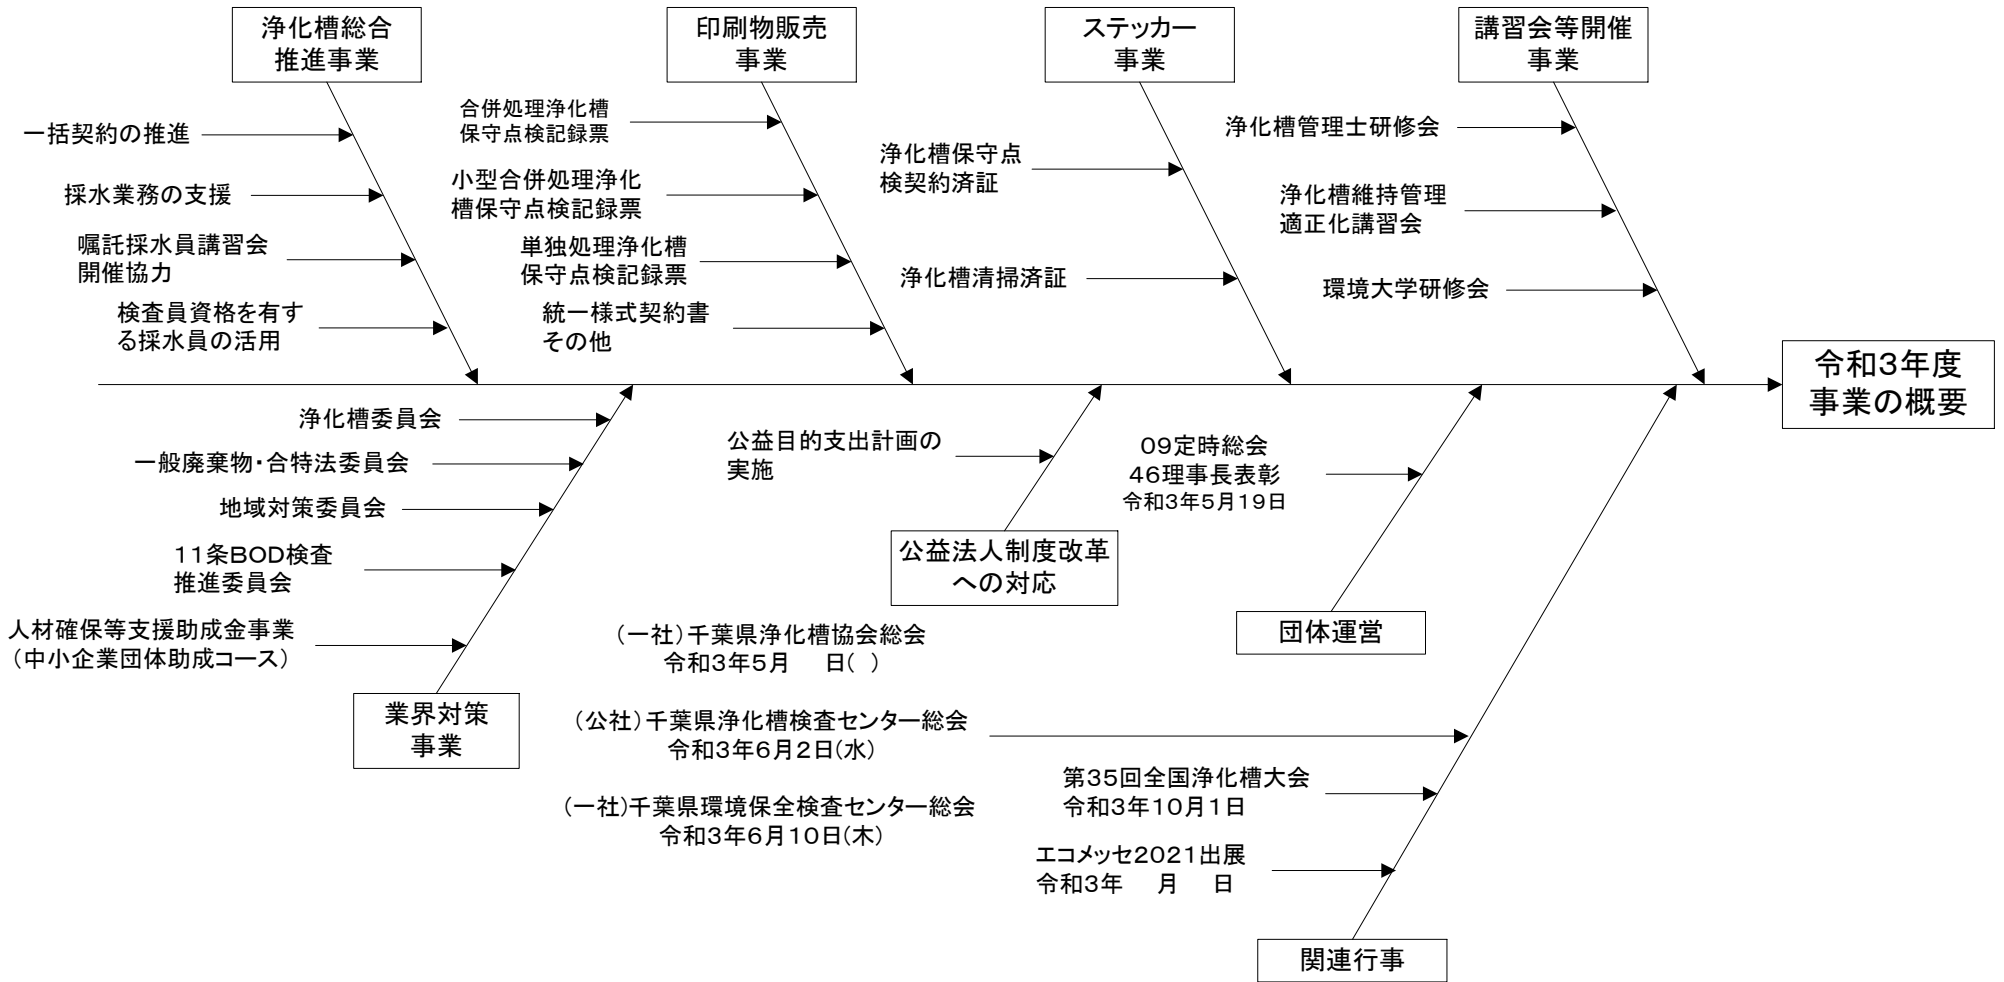 浄化槽総合
推進事業
一括契約の推進
採水業務の支援
嘱託採水員講習会
開催協力
検査員資格を有す
る採水員の活用
印刷物販売
事業
合併処理浄化槽
保守点検記録票
小型合併処理浄化
槽保守点検記録票
単独処理浄化槽
保守点検記録票
統一様式契約書
その他
ステッカー
事業
浄化槽保守点
検契約済証
浄化槽清掃済証
講習会等開催
事業
浄化槽管理士研修会
浄化槽維持管理
適正化講習会
環境大学研修会
令和3年度
事業の概要
浄化槽委員会
一般廃棄物・合特法委員会
地域対策委員会
11条BOD検査
推進委員会
人材確保等支援助成金事業
（中小企業団体助成コース）
業界対策
事業
公益目的支出計画の
実施
公益法人制度改革
への対応
09定時総会
46理事長表彰
令和3年5月19日
団体運営
（一社）千葉県浄化槽協会総会
令和3年5月　日(　)
（公社）千葉県浄化槽検査センター総会
令和3年6月2日(水)
（一社)千葉県環境保全検査センター総会
令和3年6月10日(木)
第35回全国浄化槽大会
令和3年10月1日
エコメッセ2021出展
令和3年　月　日
関連行事